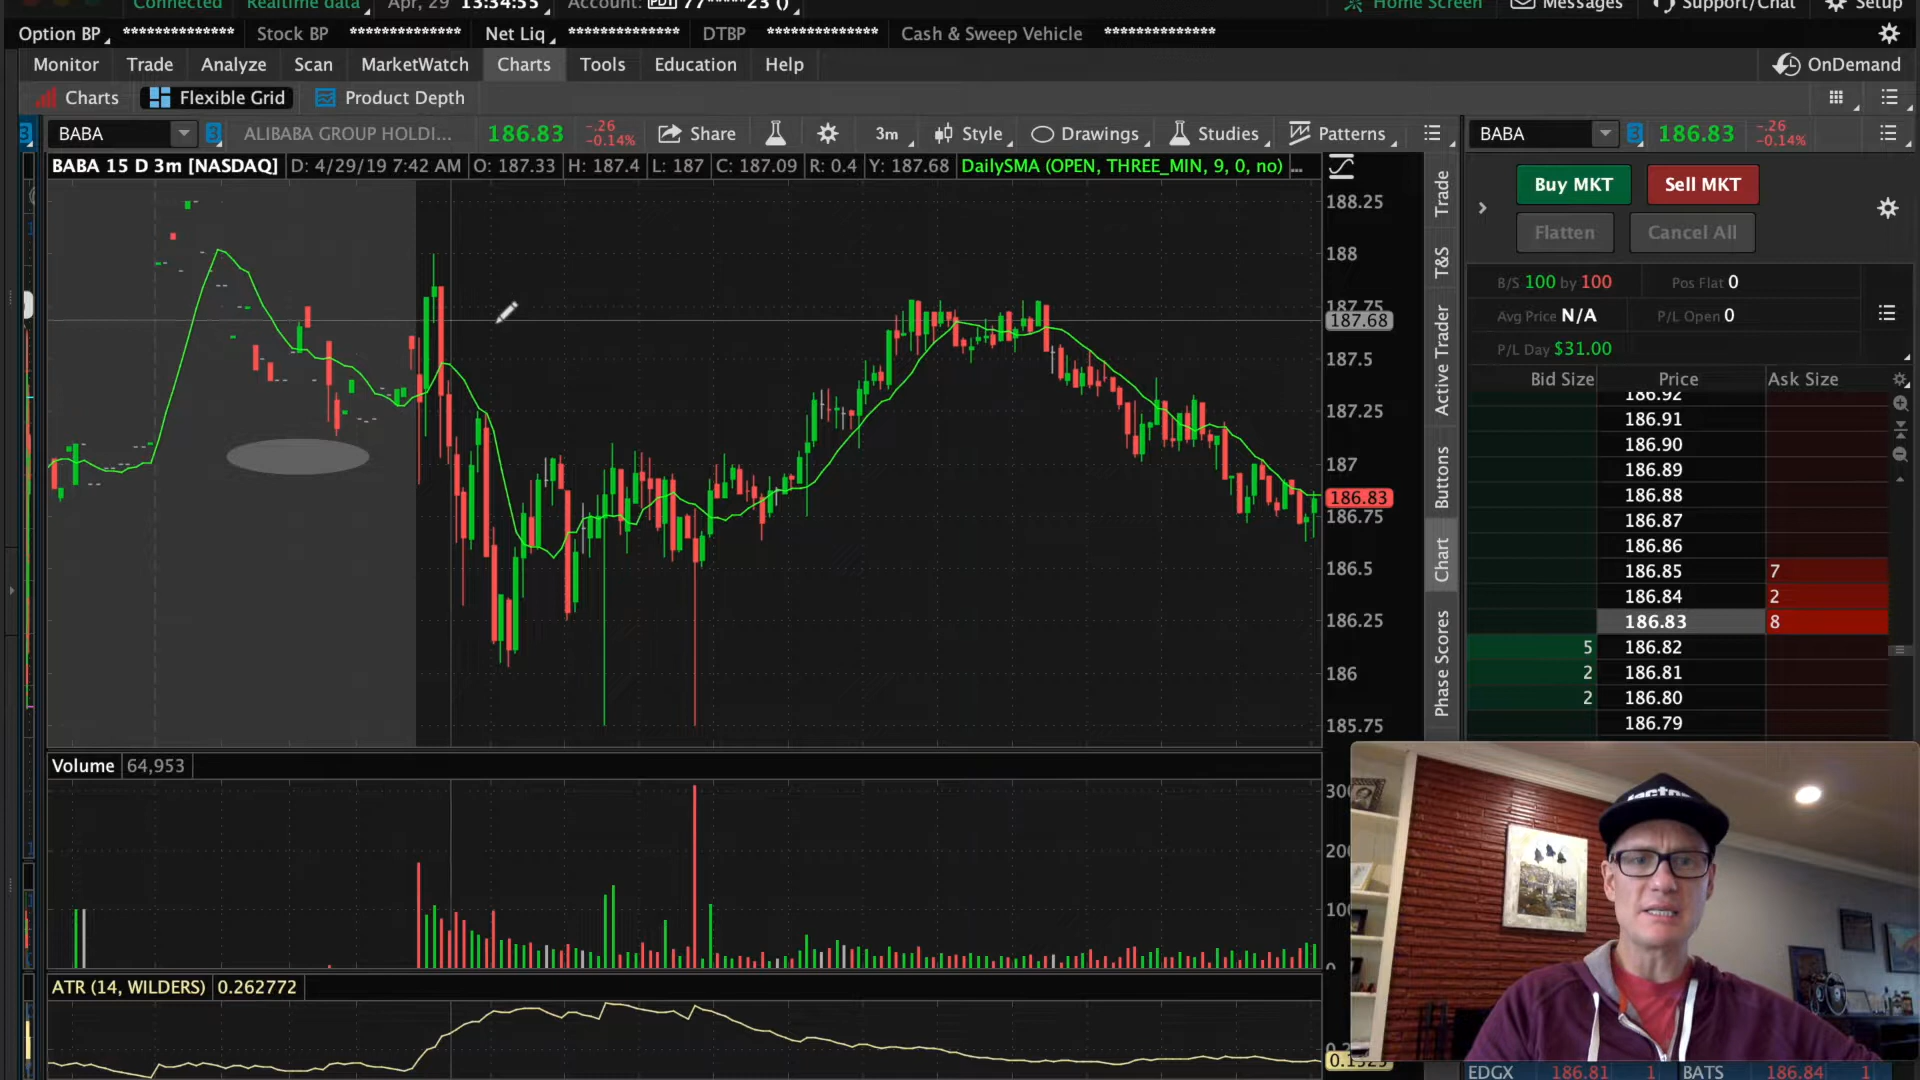 Connected Realtime data Apr, 29 13:34:55 Account: PDT 77*****23 () Home Screen Messages Support/Chat Setup
Option BP ************* Stock BP ************* Net Liq ************* DTBP ************* Cash & Sweep Vehicle *************
Monitor Trade Analyze Scan MarketWatch Charts Tools Education Help OnDemand
Charts Flexible Grid Product Depth
BABA 3 ALIBABA GROUP HOLDI... 186.83 -.26 -0.14% Share 3m Style Drawings Studies Patterns
BABA 15 D 3m [NASDAQ] D: 4/29/19 7:42 AM O: 187.33 H: 187.4 L: 187 C: 187.09 R: 0.4 Y: 187.68 DailySMA (OPEN, THREE_MIN, 9, 0, no) ...
188.25
188
187.75
187.68
187.5
187.25
187
186.83
186.75
186.5
186.25
186
185.75
Volume 64,953
ATR (14, WILDERS) 0.262772
Trade
T&S
Active Trader
Buttons
Chart
Phase Scores
BABA 3 186.83 -.26 -0.14%
Buy MKT Sell MKT
Flatten Cancel All
B/S 100 by 100 Pos Flat 0
Avg Price N/A P/L Open 0
P/L Day $31.00
Bid Size Price Ask Size
186.92
186.91
186.90
186.89
186.88
186.87
186.86
186.85 7
186.84 2
186.83 8
5 186.82
2 186.81
2 186.80
186.79
EDGX 186.81 1 BATS 186.84 1